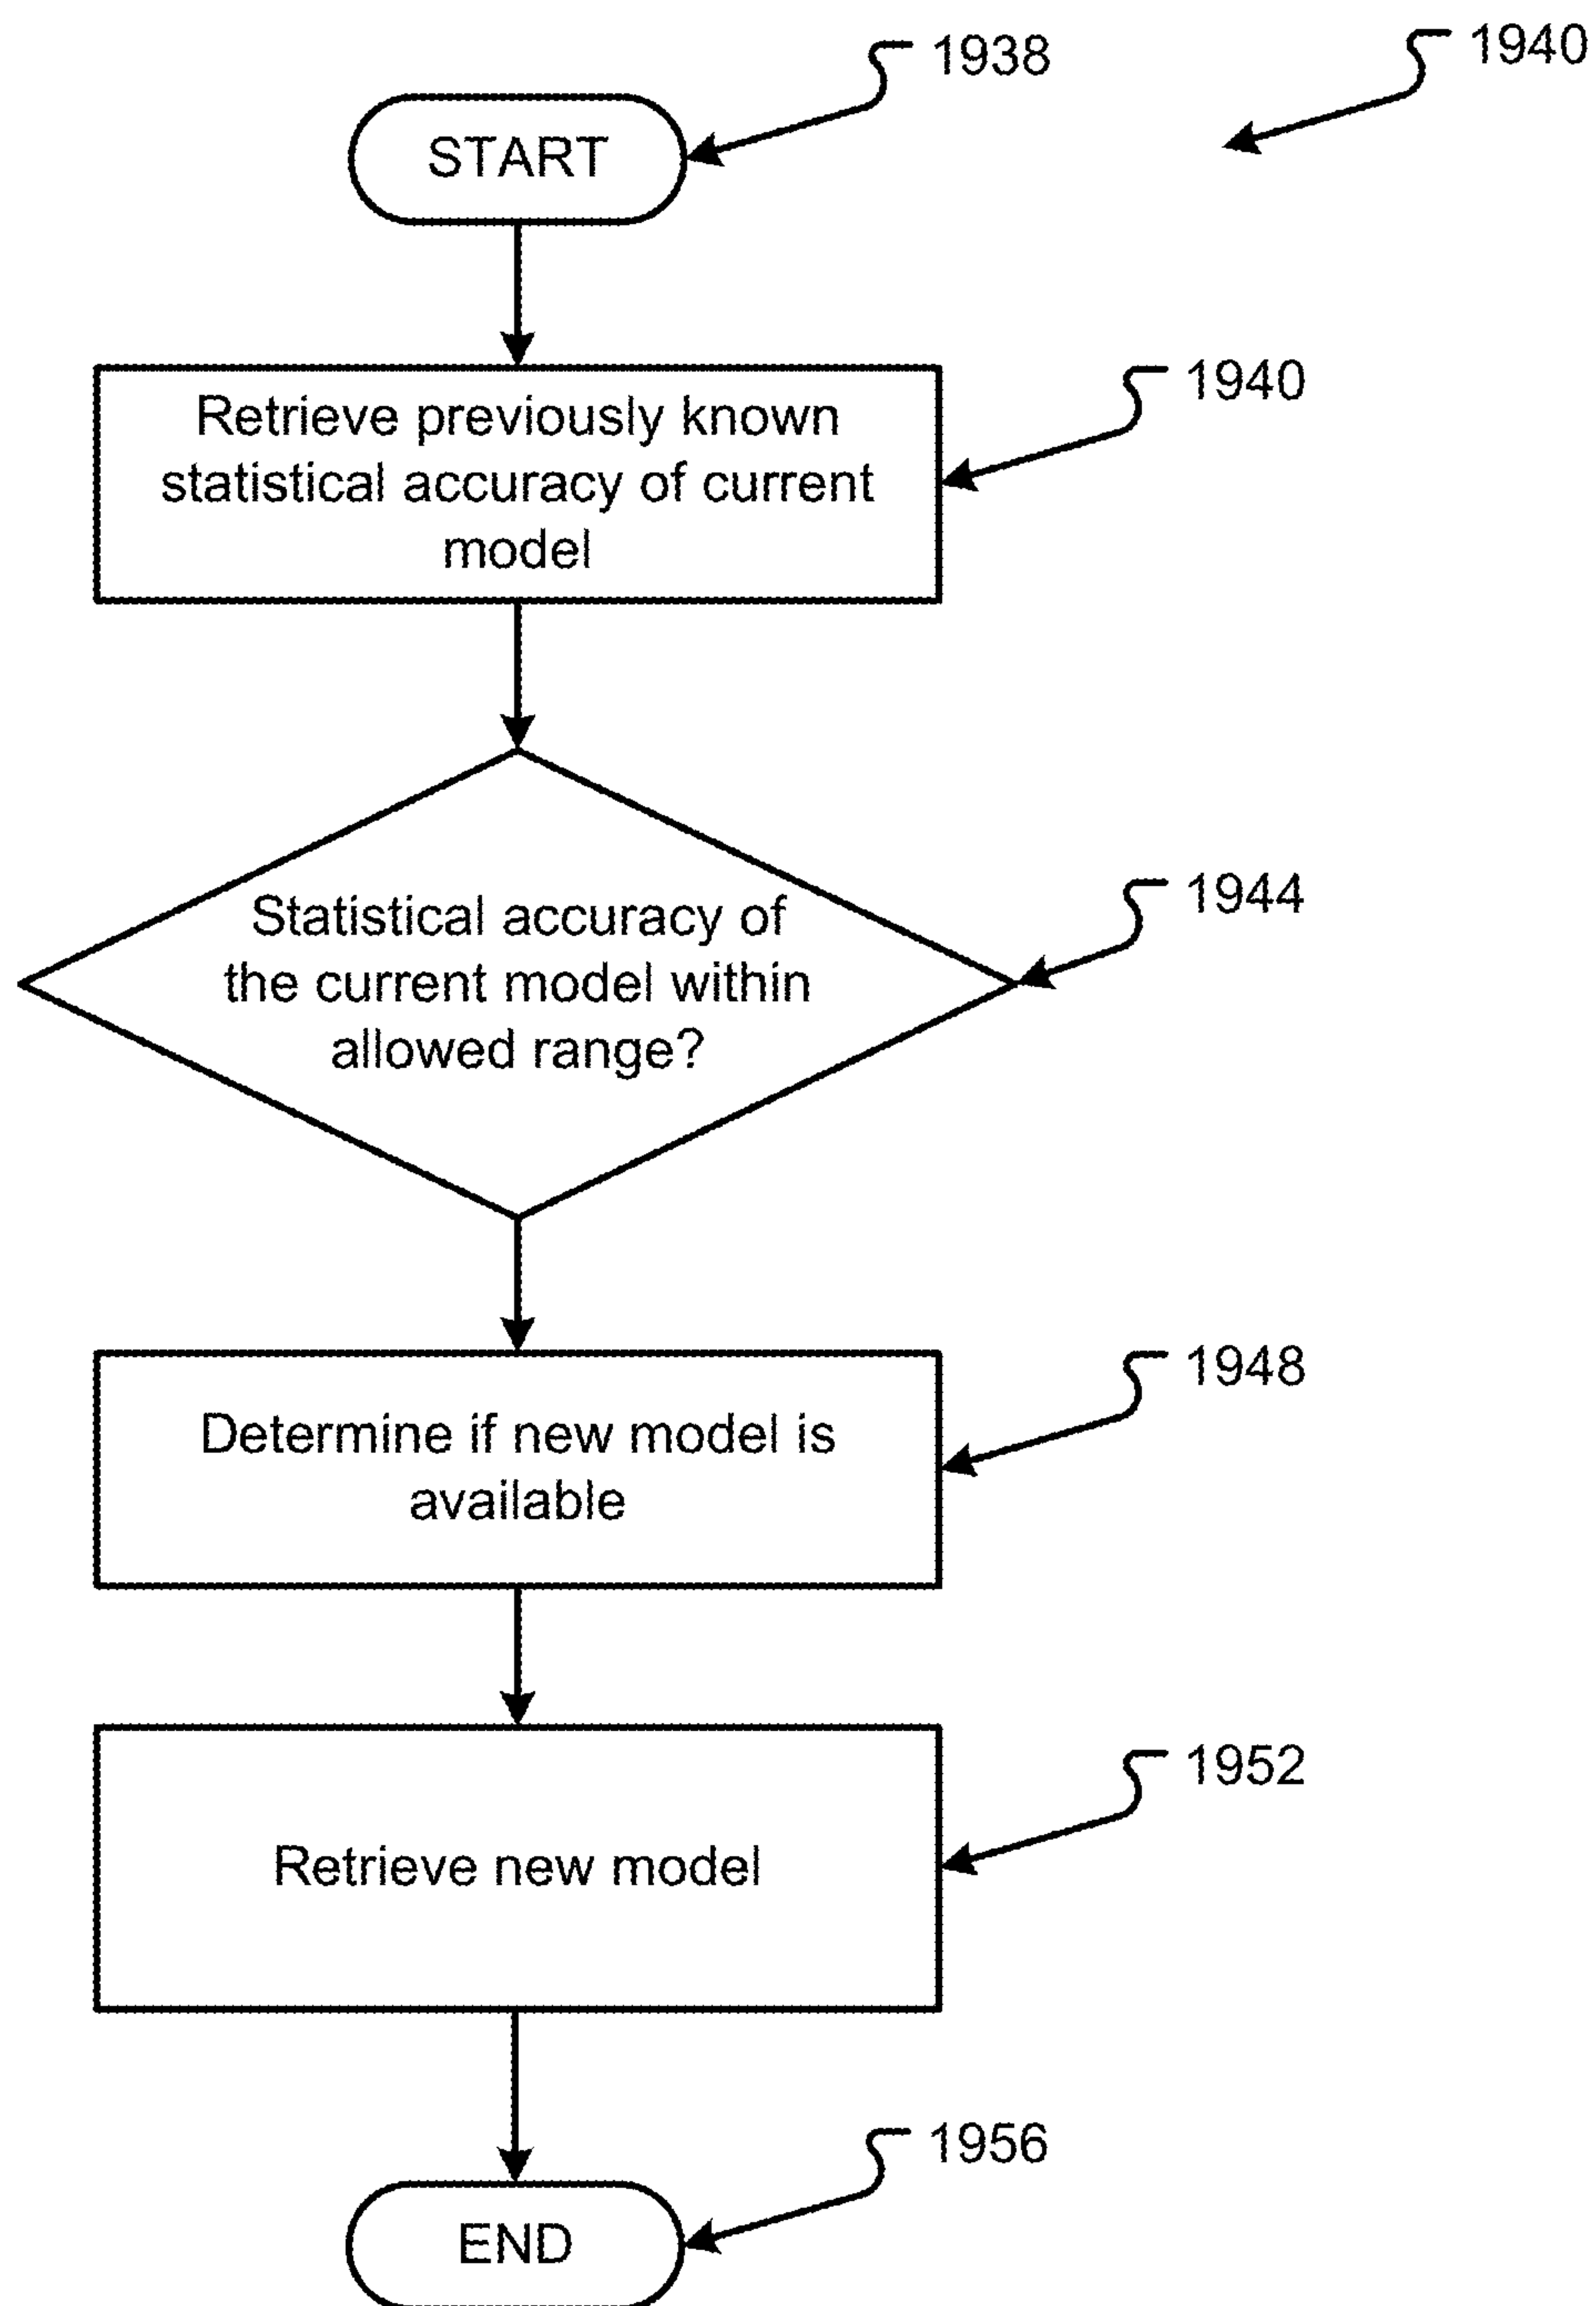 1938
1940
START
1940
Retrieve previously known
statistical accuracy of current
model
1944
Statistical accuracy of
the current model within
allowed range?
1948
Determine if new model is
available
1952
Retrieve new model
1956
END